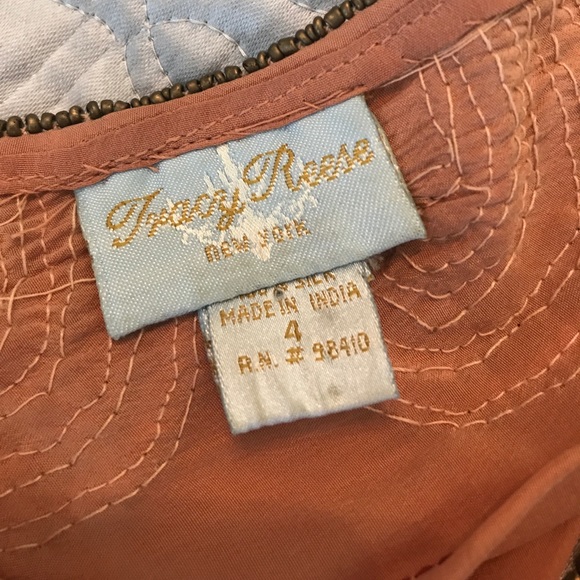 Tracy Reese
NEW YORK
SILK
MADE IN INDIA
4
R.N. # 98410